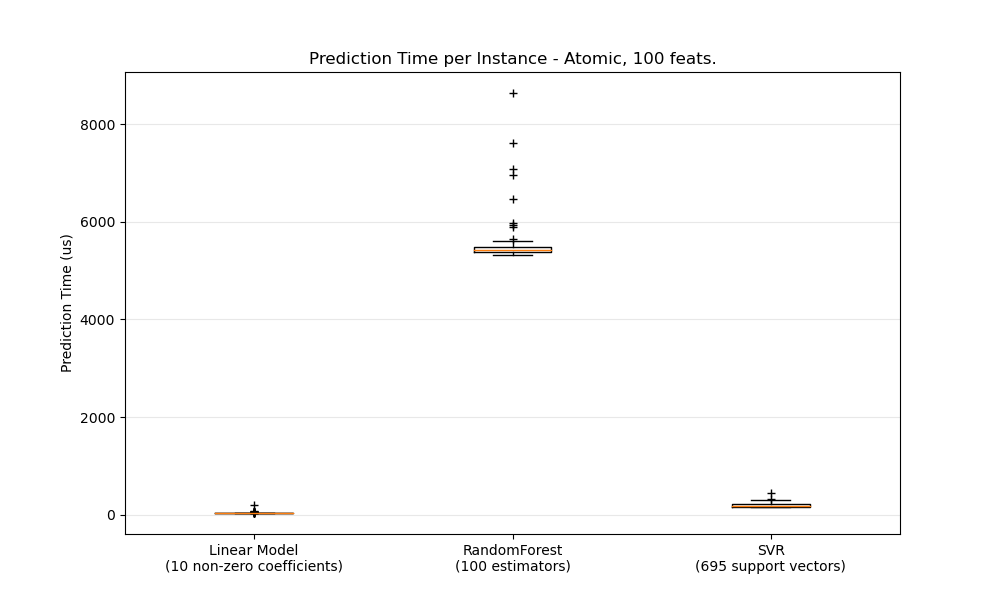 Prediction Time per Instance - Atomic, 100 feats.
Prediction Time (us)
8000
6000
4000
2000
0
Linear Model
(10 non-zero coefficients)
RandomForest
(100 estimators)
SVR
(695 support vectors)